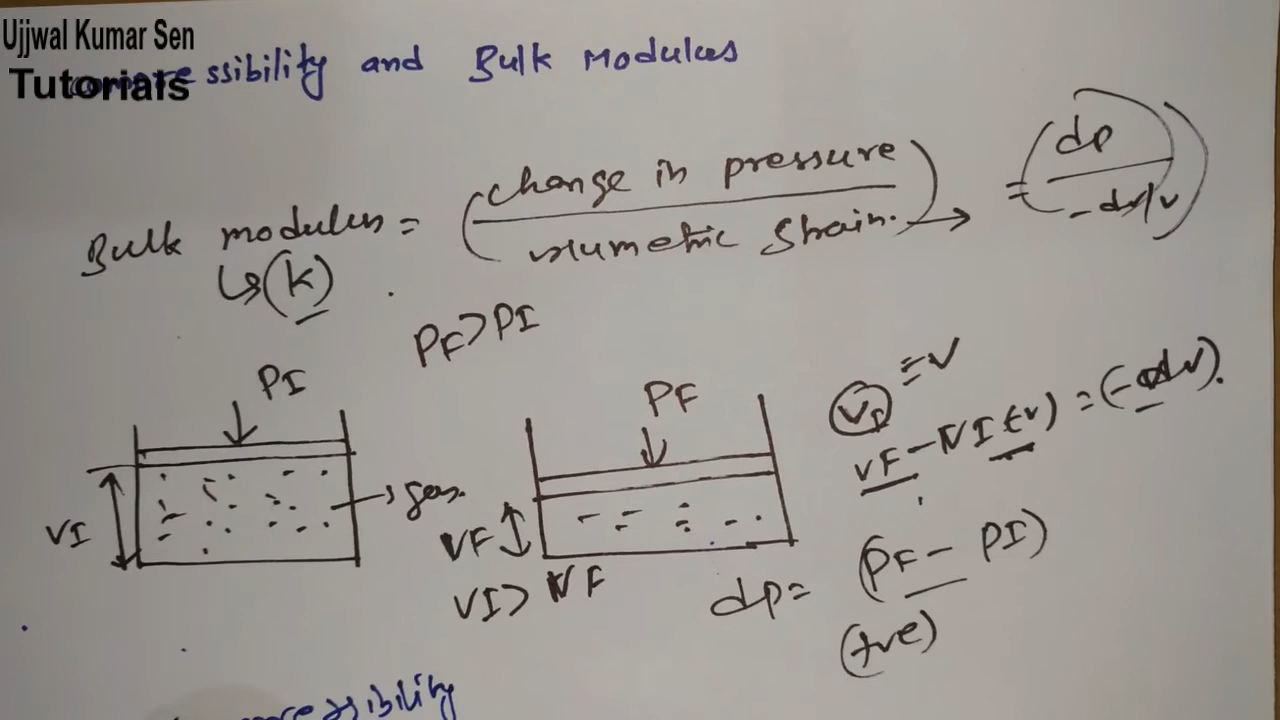 Ujjwal Kumar Sen
Tutorials
ssibility and Bulk Modulus
Bulk modulus = (change in pressure / volumetric Strain.) → = (dp / -dv/v)
↳(k)
PF>PI
PI
PF
VI = V
VF-VI (-v) = (-dv).
VI
→ gas.
VF
VI> VF
dp= (PF- PI)
(+ve)
ressibility